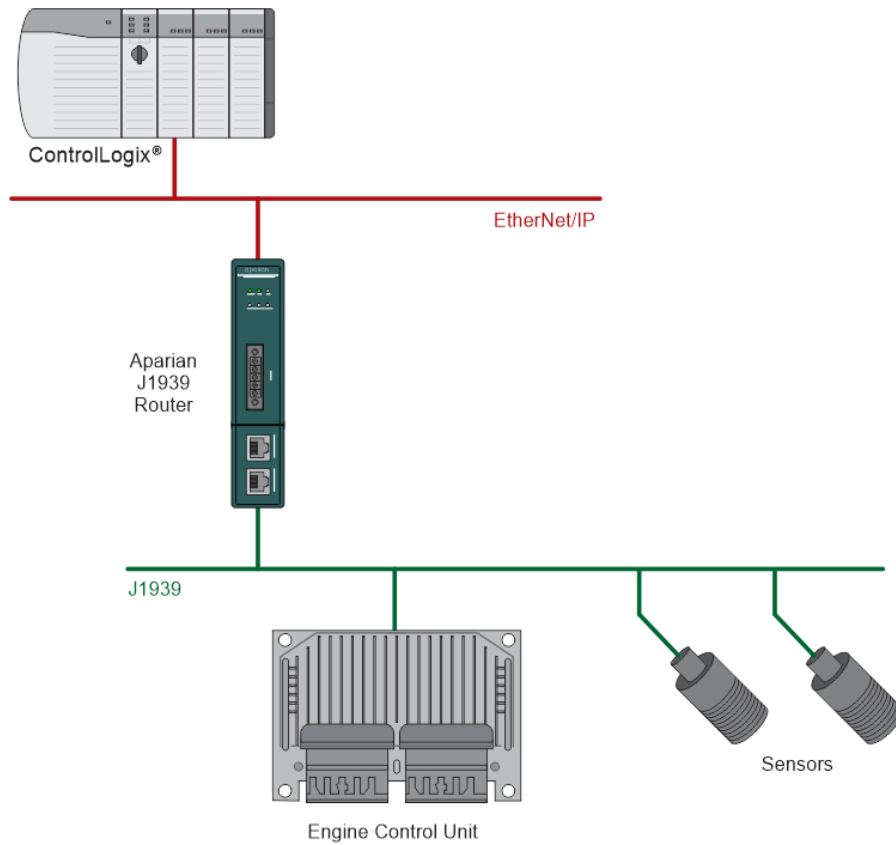 ControlLogix®
EtherNet/IP
Aparian
J1939
Router
J1939
Sensors
Engine Control Unit